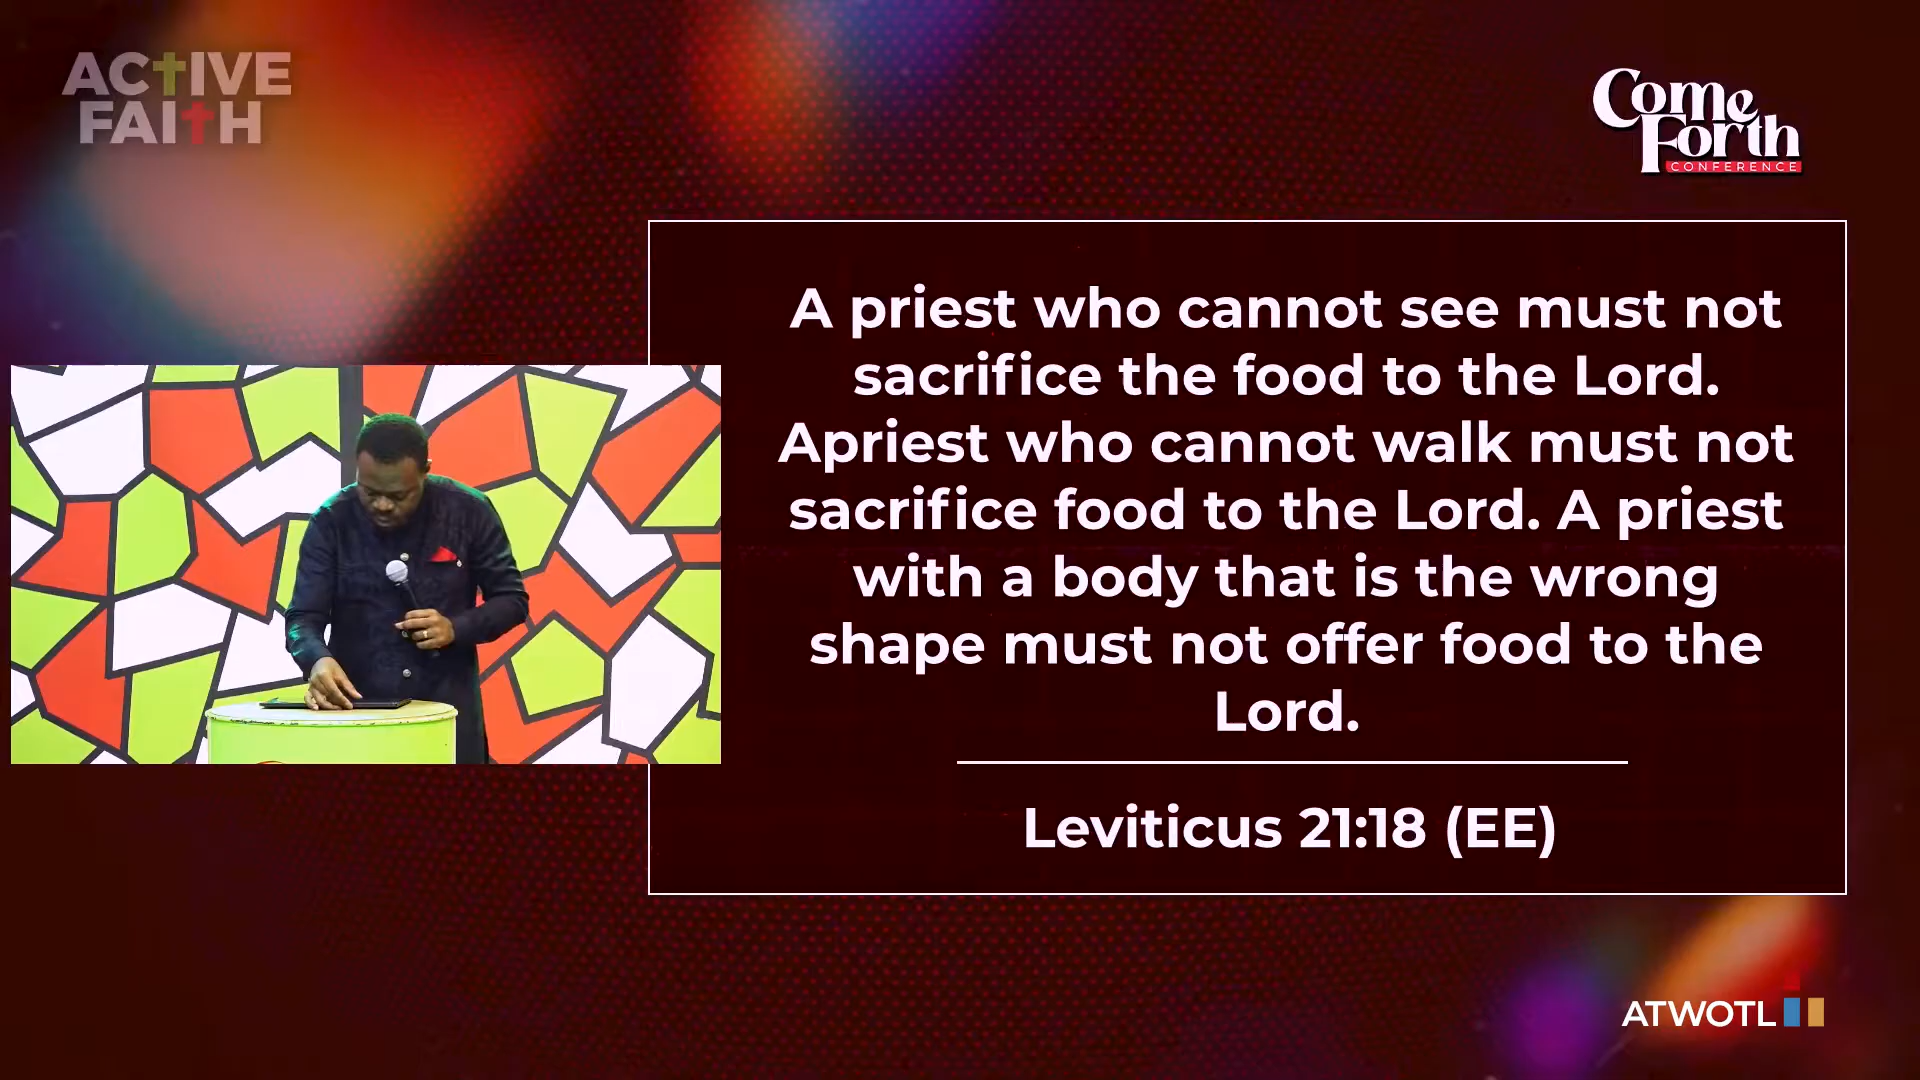 ACTIVE
FAITH
Come
Forth
CONFERENCE
A priest who cannot see must not
sacrifice the food to the Lord.
Apriest who cannot walk must not
sacrifice food to the Lord. A priest
with a body that is the wrong
shape must not offer food to the
Lord.
Leviticus 21:18 (EE)
ATWOTL